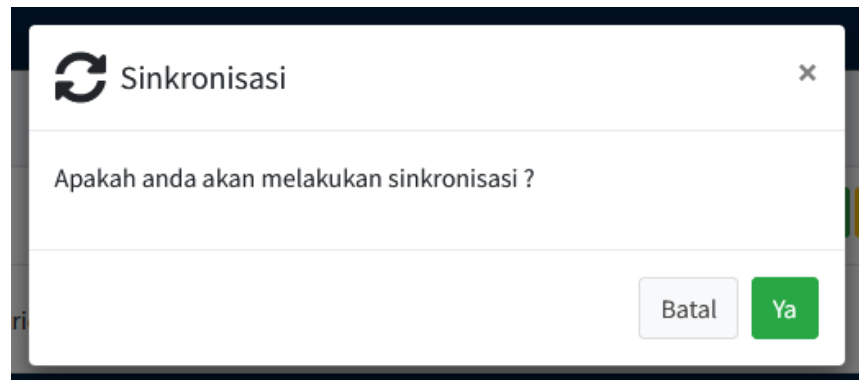 Sinkronisasi
×
Apakah anda akan melakukan sinkronisasi ?
Batal
Ya